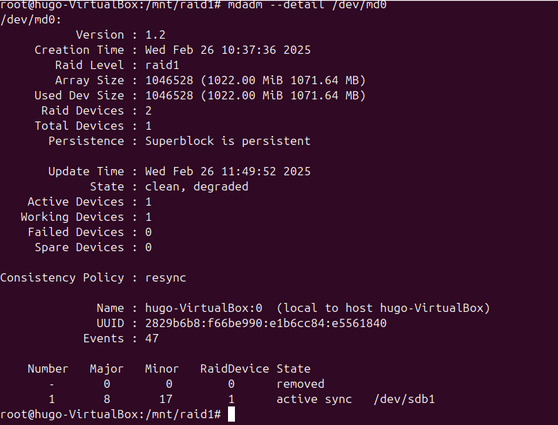 root@hugo-VirtualBox:/mnt/raid1# mdadm --detail /dev/md0
/dev/md0:
Version : 1.2
Creation Time : Wed Feb 26 10:37:36 2025
Raid Level : raid1
Array Size : 1046528 (1022.00 MiB 1071.64 MB)
Used Dev Size : 1046528 (1022.00 MiB 1071.64 MB)
Raid Devices : 2
Total Devices : 1
Persistence : Superblock is persistent
Update Time : Wed Feb 26 11:49:52 2025
State : clean, degraded
Active Devices : 1
Working Devices : 1
Failed Devices : 0
Spare Devices : 0
Consistency Policy : resync
Name : hugo-VirtualBox:0  (local to host hugo-VirtualBox)
UUID : 2829b6b8:f66be990:e1b6cc84:e5561840
Events : 47
Number   Major   Minor   RaidDevice State
-       0        0        0      removed
1       8       17        1      active sync   /dev/sdb1
root@hugo-VirtualBox:/mnt/raid1#